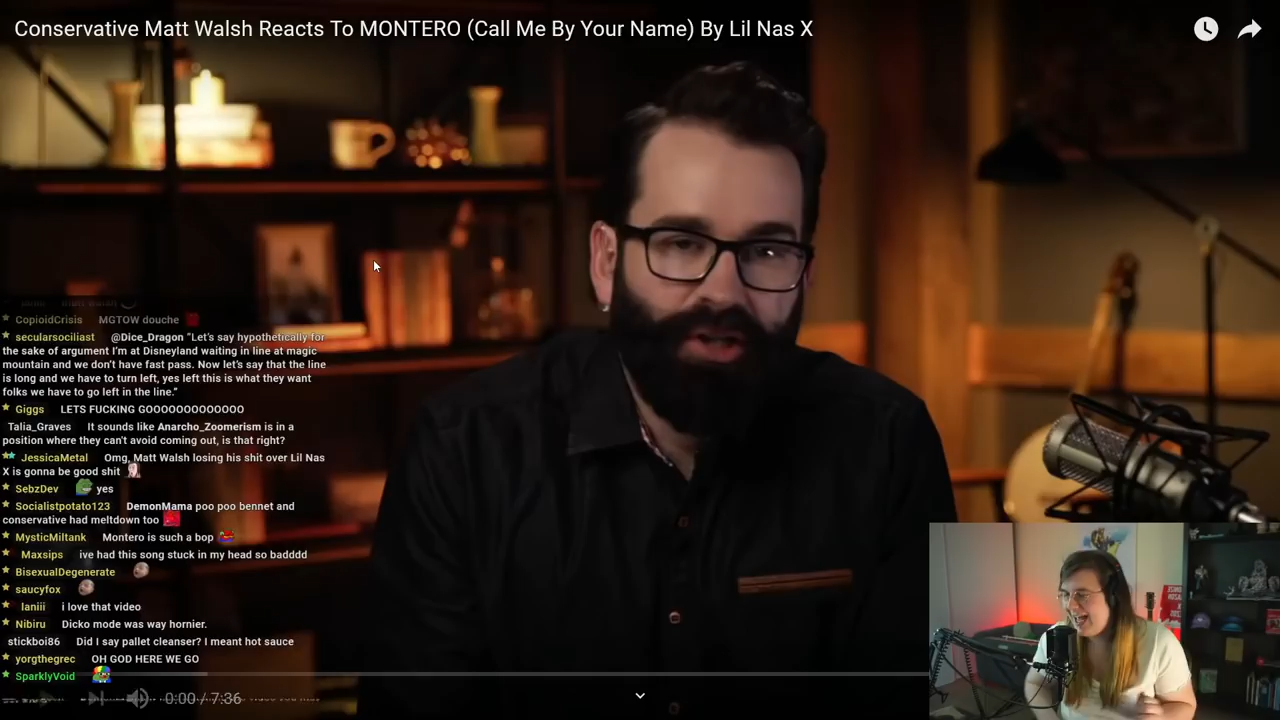 Conservative Matt Walsh Reacts To MONTERO (Call Me By Your Name) By Lil Nas X
CopioidCrisis MGTOW douche
secularsociliast @Dice_Dragon “Let's say hypothetically for
the sake of argument I'm at Disneyland waiting in line at magic
mountain and we don't have fast pass. Now let's say that the line
is long and we have to turn left, yes left this is what they want
folks we have to go left in the line.”
Giggs LETS FUCKING GOOOOOOOOOOOOO
Talia_Graves It sounds like Anarcho_Zoomerism is in a
position where they can't avoid coming out, is that right?
JessicaMetal Omg, Matt Walsh losing his shit over Lil Nas
X is gonna be good shit
SebzDev yes
Socialistpotato123 DemonMama poo poo bennet and
conservative had meltdown too
MysticMiltank Montero is such a bop
Maxsips ive had this song stuck in my head so badddd
BisexualDegenerate
saucyfox
laniii i love that video
Nibiru Dicko mode was way hornier.
stickboi86 Did I say pallet cleanser? I meant hot sauce
yorgthegrec OH GOD HERE WE GO
SparklyVoid
0:00 / 7:36